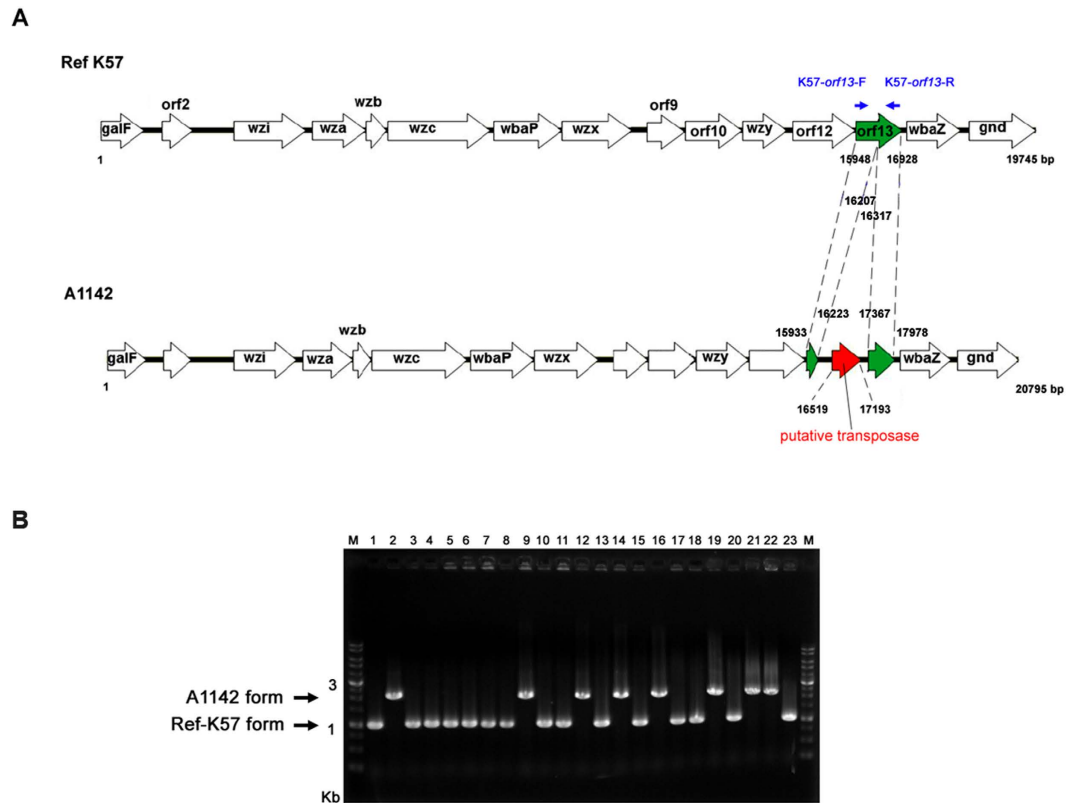 A
Ref K57
K57-orf13-F K57-orf13-R
galF orf2 wzi wza wzb wzc wbaP wzx orf9 orf10 wzy orf12 orf13 wbaZ gnd
1 15948 16928 19745 bp
16207
16317
A1142
15933 16223 17367 17978
galF wzi wza wzb wzc wbaP wzx wzy wbaZ gnd
1 20795 bp
16519 17193
putative transposase
B
M 1 2 3 4 5 6 7 8 9 10 11 12 13 14 15 16 17 18 19 20 21 22 23 M
3
A1142 form
Ref-K57 form
1
Kb